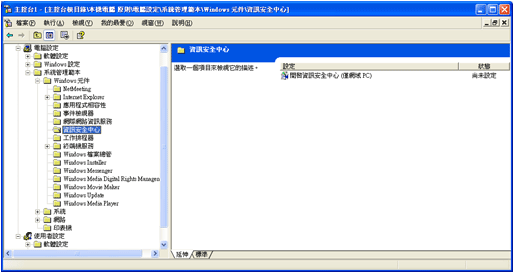 主控台1 - [主控台根目錄\本機電腦 原則\電腦設定\系統管理範本\Windows 元件\資訊安全中心]
檔案(F) 執行(A) 檢視(V) 我的最愛(O) 視窗(W) 說明(H)
電腦設定
軟體設定
Windows 設定
系統管理範本
Windows 元件
NetMeeting
Internet Explorer
應用程式相容性
事件檢視器
網際網路資訊服務
資訊安全中心
工作排程器
終端機服務
Windows 檔案總管
Windows Installer
Windows Messenger
Windows Media Digital Rights Managen
Windows Movie Maker
Windows Update
Windows Media Player
系統
網路
印表機
使用者設定
軟體設定
資訊安全中心
選取一個項目來檢視它的描述。
設定 狀態
開啟資訊安全中心 (僅網域 PC) 尚未設定
延伸 標準